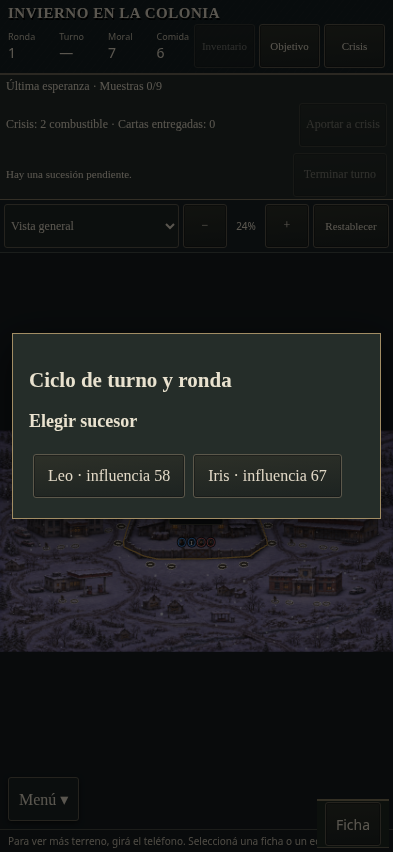 INVIERNO EN LA COLONIA
Ronda Turno Moral Comida
1 — 7 6
Inventario Objetivo Crisis
Última esperanza · Muestras 0/9
Crisis: 2 combustible · Cartas entregadas: 0
Aportar a crisis
Hay una sucesión pendiente.
Terminar turno
Vista general − 24% + Restablecer
Ciclo de turno y ronda
Elegir sucesor
Leo · influencia 58 Iris · influencia 67
Menú ▾
Ficha
Para ver más terreno, girá el teléfono. Seleccioná una ficha o un